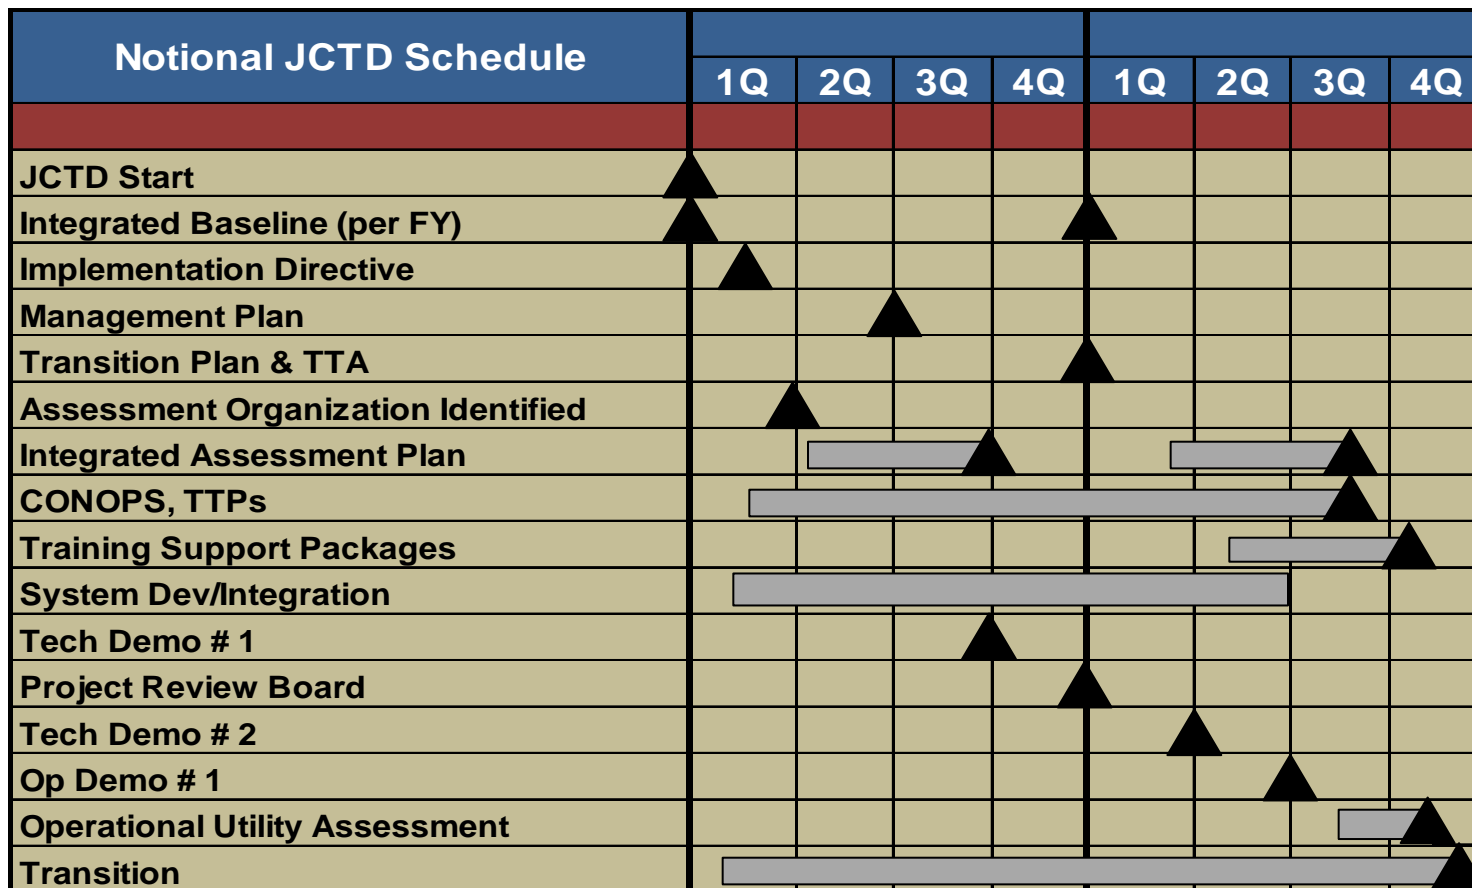 Notional JCTD Schedule
1Q 2Q 3Q 4Q 1Q 2Q 3Q 4Q
JCTD Start
Integrated Baseline (per FY)
Implementation Directive
Management Plan
Transition Plan & TTA
Assessment Organization Identified
Integrated Assessment Plan
CONOPS, TTPs
Training Support Packages
System Dev/Integration
Tech Demo # 1
Project Review Board
Tech Demo # 2
Op Demo # 1
Operational Utility Assessment
Transition